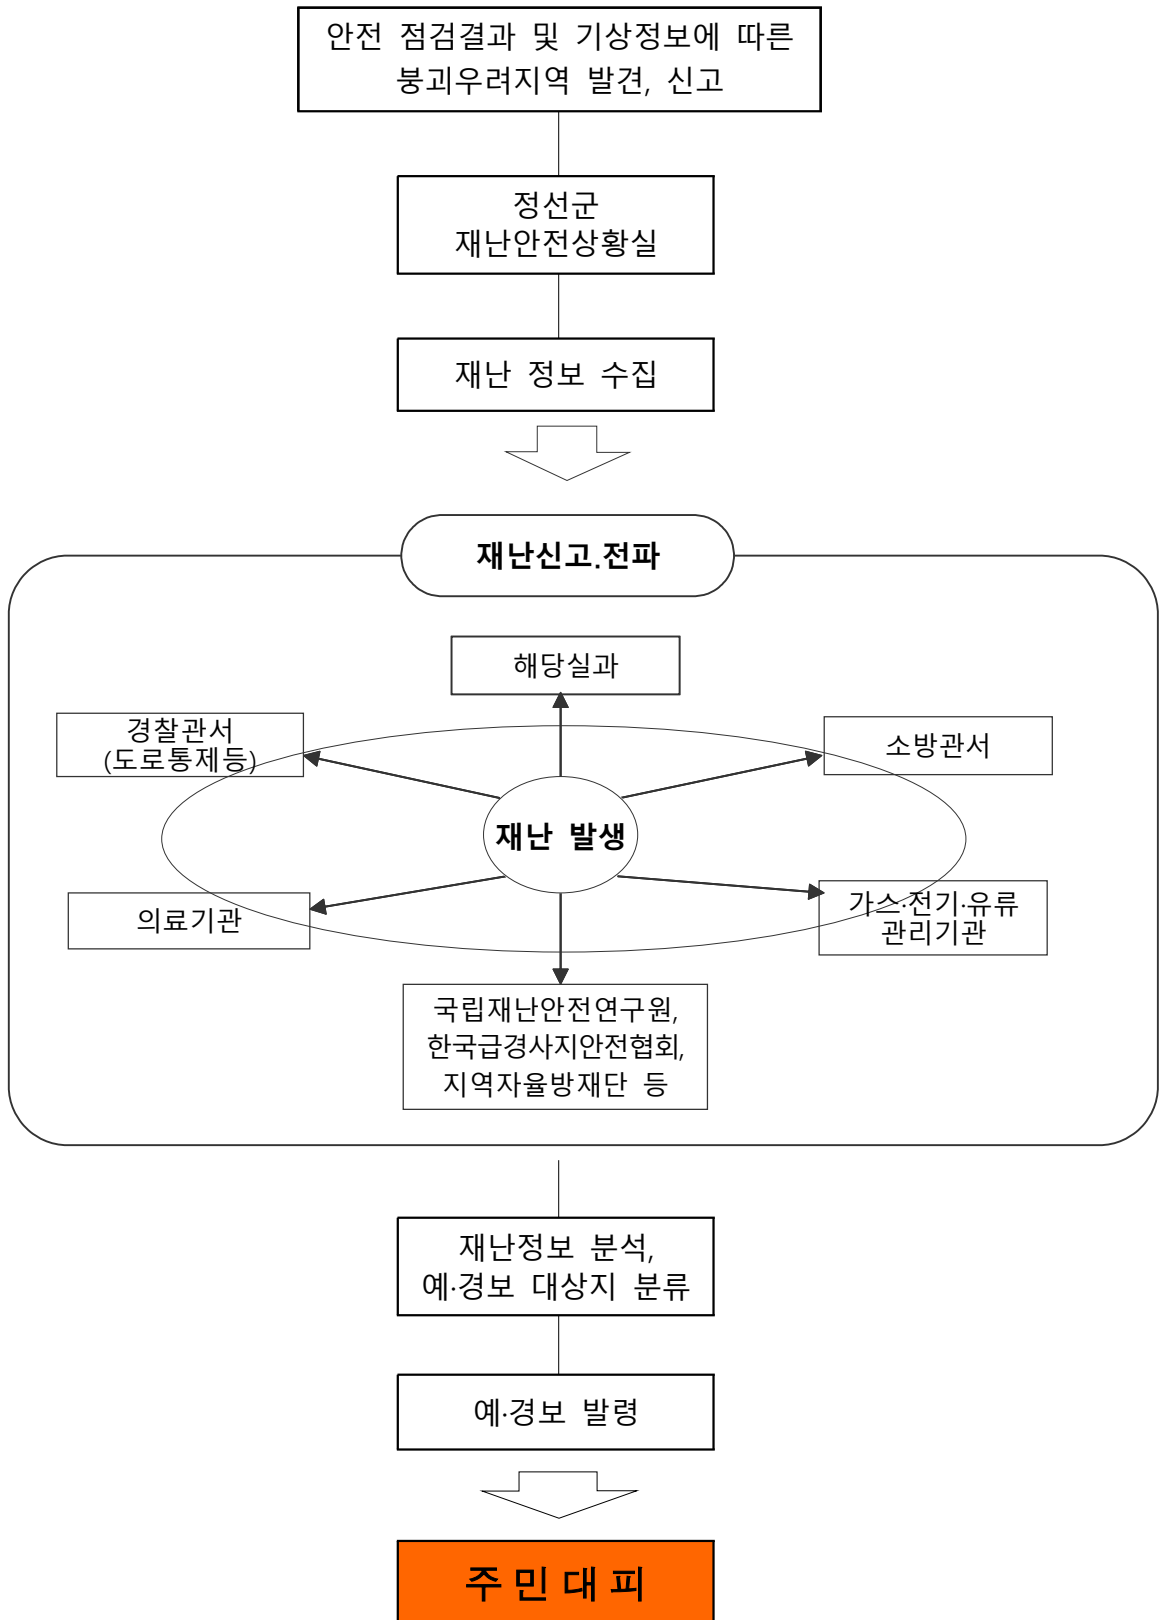 안전 점검결과 및 기상정보에 따른
붕괴우려지역 발견, 신고
정선군
재난안전상황실
재난 정보 수집
재난신고.전파
해당실과
경찰관서
(도로통제등)
소방관서
재난 발생
의료기관
가스·전기·유류
관리기관
국립재난안전연구원,
한국급경사지안전협회,
지역자율방재단 등
재난정보 분석,
예·경보 대상지 분류
예·경보 발령
주 민 대 피